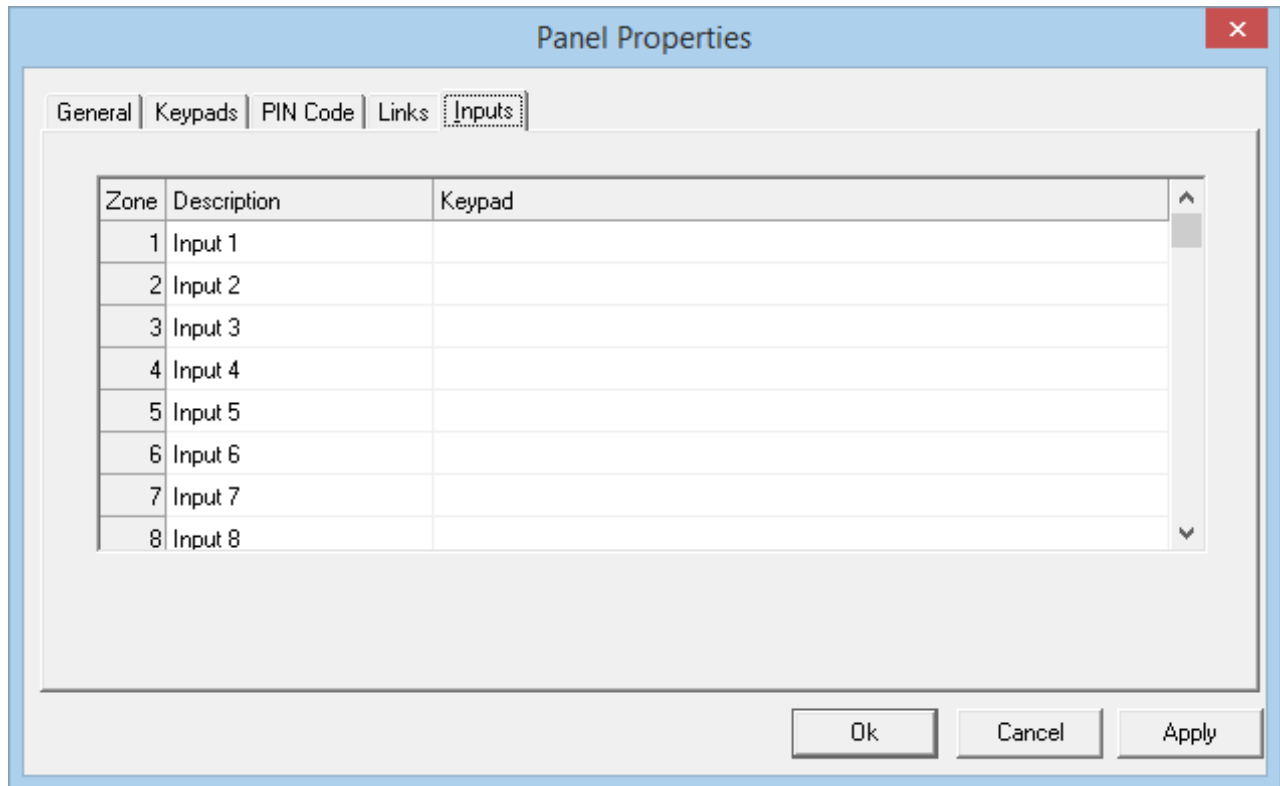 Panel Properties
General Keypads PIN Code Links Inputs
Zone Description Keypad
1 Input 1
2 Input 2
3 Input 3
4 Input 4
5 Input 5
6 Input 6
7 Input 7
8 Input 8
Ok Cancel Apply